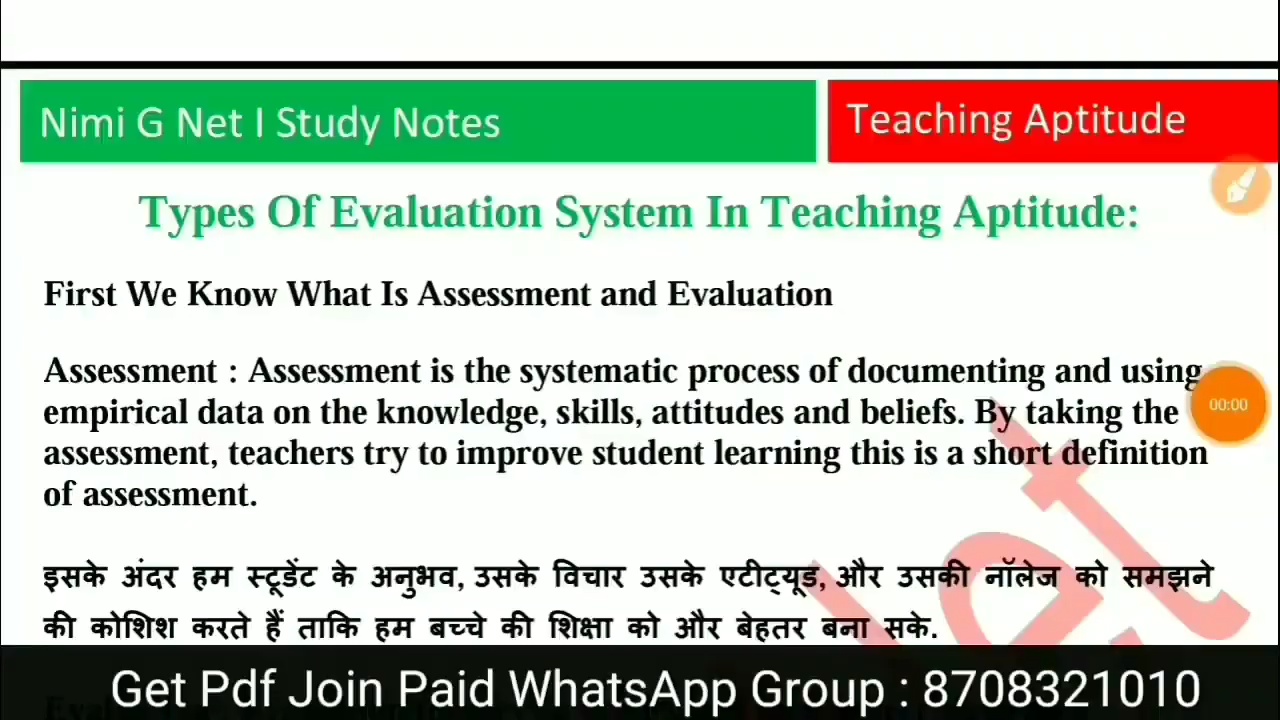 Nimi G Net I Study Notes
Teaching Aptitude
Types Of Evaluation System In Teaching Aptitude:
First We Know What Is Assessment and Evaluation
Assessment : Assessment is the systematic process of documenting and using
empirical data on the knowledge, skills, attitudes and beliefs. By taking the
assessment, teachers try to improve student learning this is a short definition
of assessment.
00:00
इसके अंदर हम स्टूडेंट के अनुभव, उसके विचार उसके एटीट्यूड, और उसकी नॉलेज को समझने
की कोशिश करते हैं ताकि हम बच्चे की शिक्षा को और बेहतर बना सके.
Get Pdf Join Paid WhatsApp Group : 8708321010